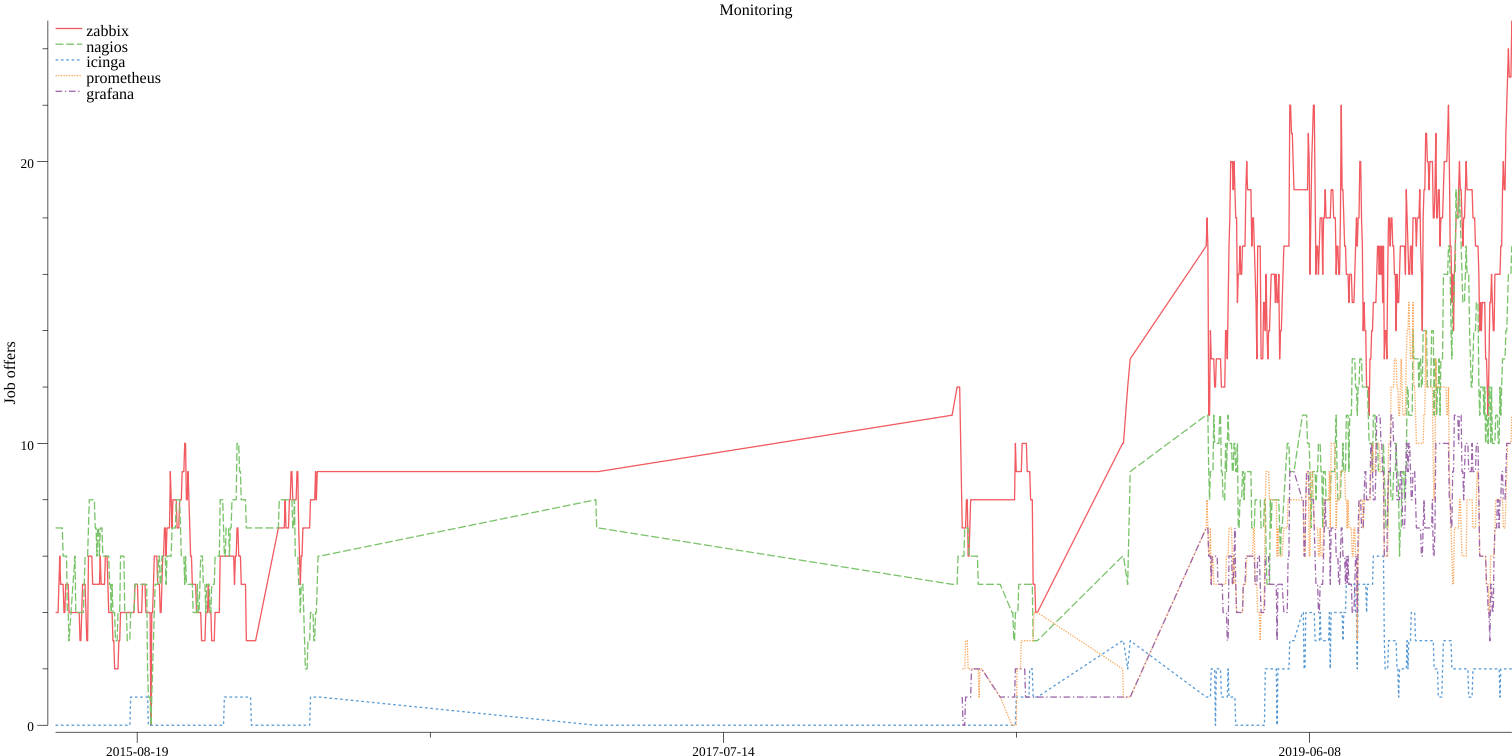 Monitoring
zabbix
nagios
icinga
prometheus
grafana
Job offers
20
10
0
2015-08-19
2017-07-14
2019-06-08